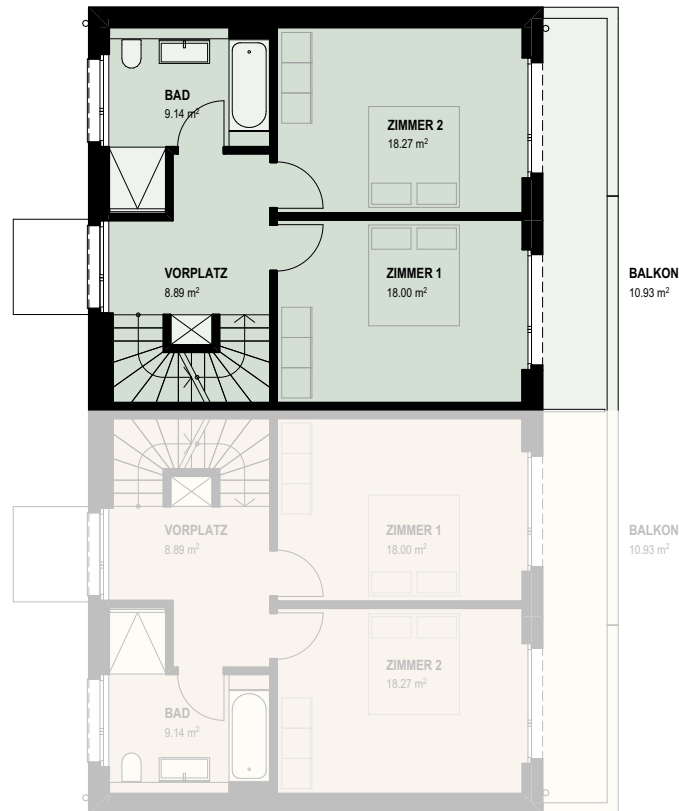 BAD
9.14 m²
ZIMMER 2
18.27 m²
VORPLATZ
8.89 m²
ZIMMER 1
18.00 m²
BALKON
10.93 m²
VORPLATZ
8.89 m²
ZIMMER 1
18.00 m²
BALKON
10.93 m²
ZIMMER 2
18.27 m²
BAD
9.14 m²